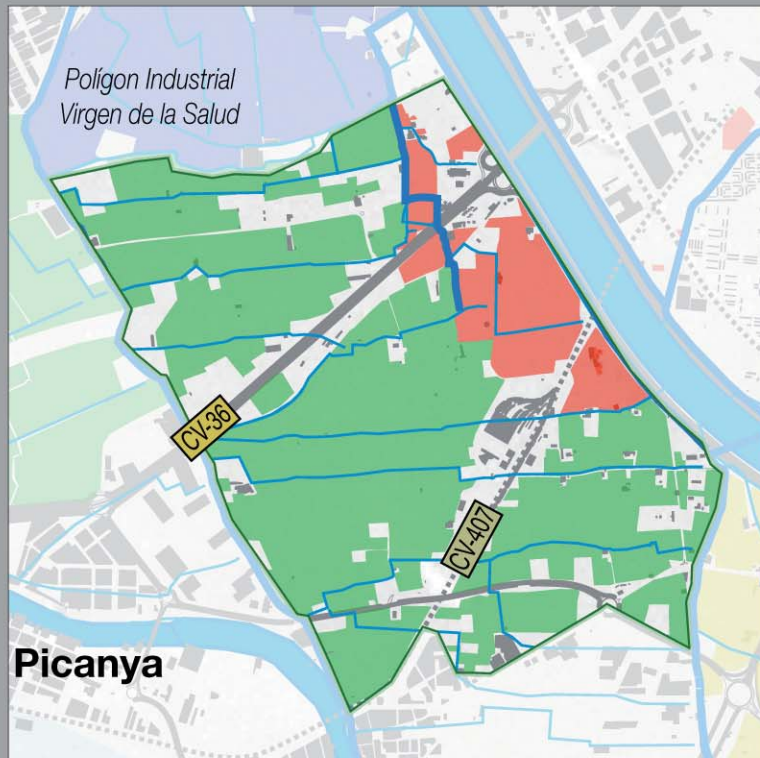 Polígon Industrial
Virgen de la Salud
CV-36
CV-407
Picanya